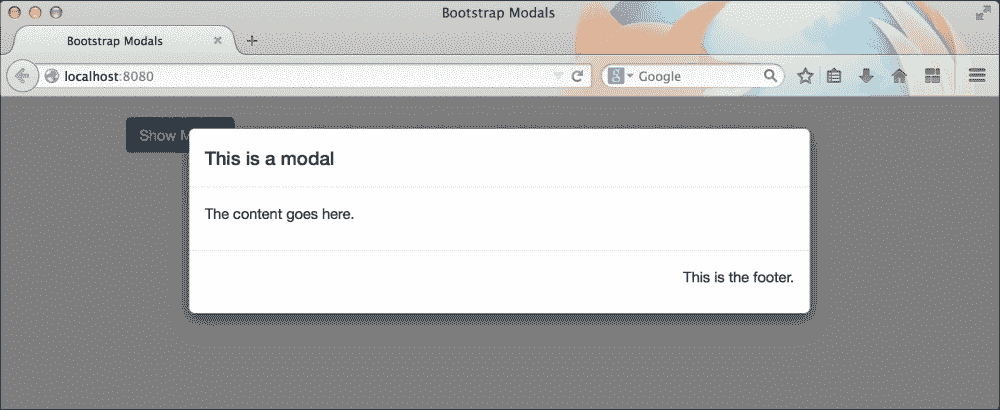 Bootstrap Modals
Bootstrap Modals
localhost:8080
Google
Show
This is a modal
The content goes here.
This is the footer.